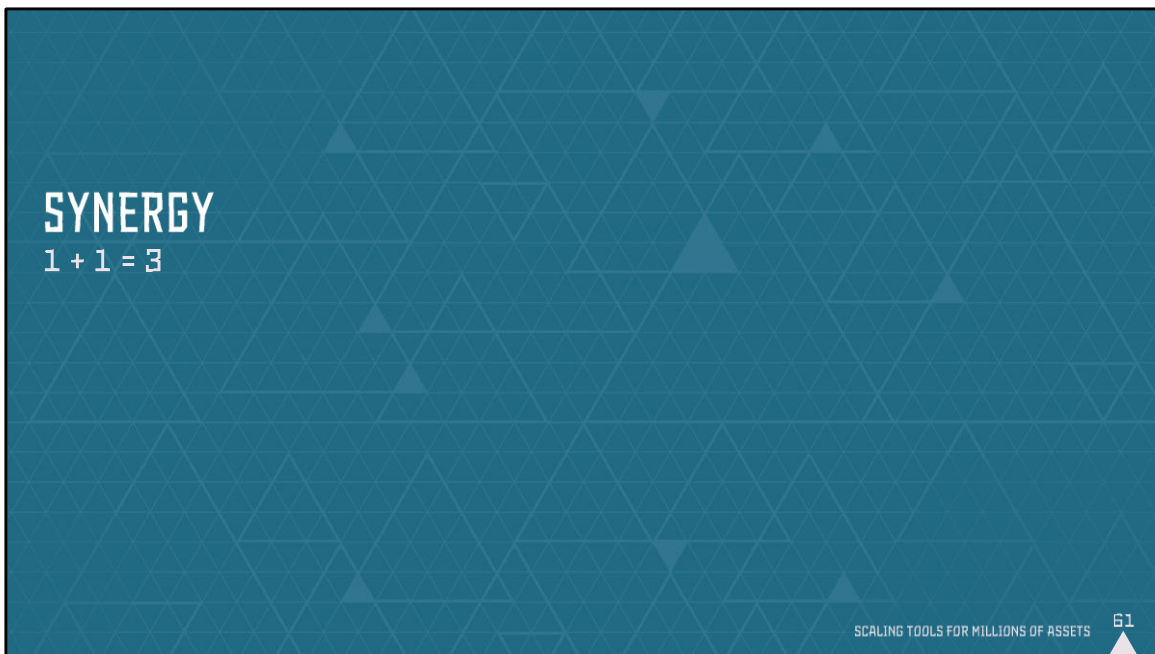 SYNERGY
1 + 1 = 3
SCALING TOOLS FOR MILLIONS OF ASSETS
61